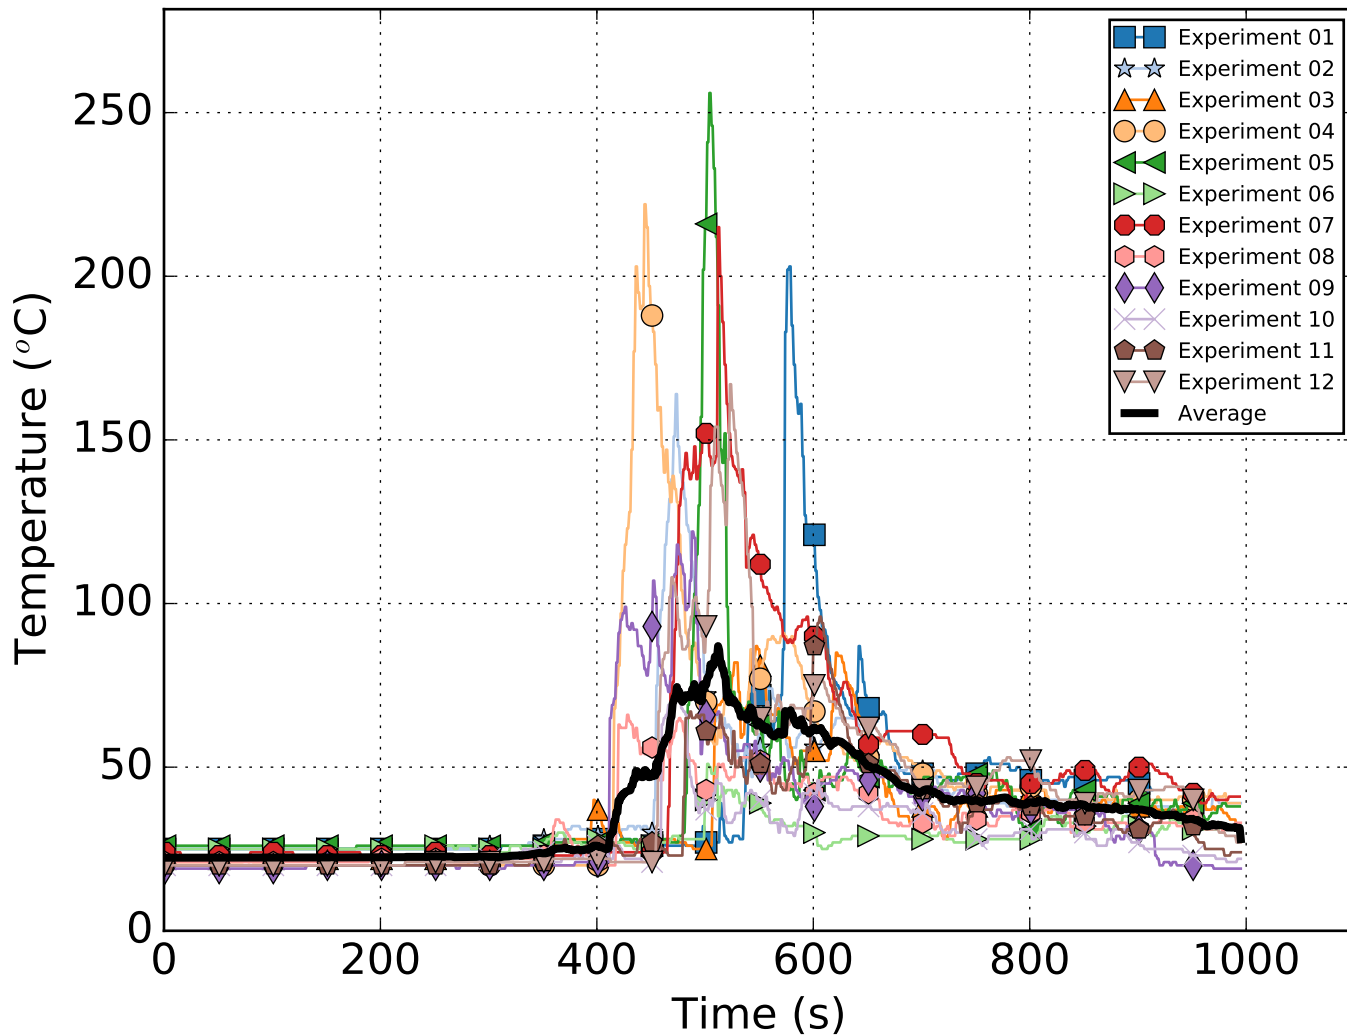 Temperature (°C)
250
200
150
100
50
0
0 200 400 600 800 1000
Time (s)
Experiment 01
Experiment 02
Experiment 03
Experiment 04
Experiment 05
Experiment 06
Experiment 07
Experiment 08
Experiment 09
Experiment 10
Experiment 11
Experiment 12
Average